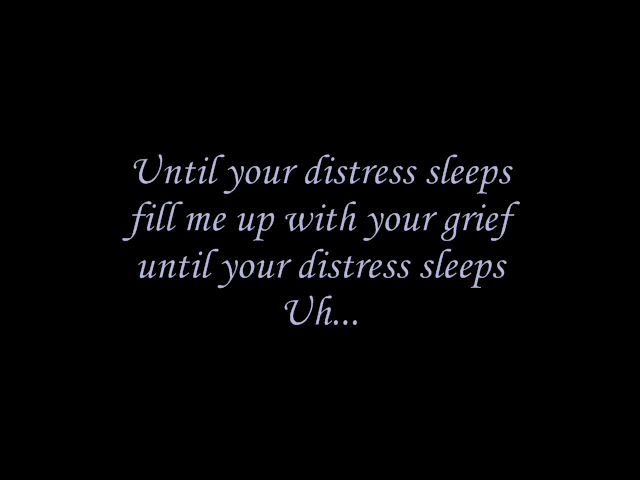 Until your distress sleeps
fill me up with your grief
until your distress sleeps
Uh...